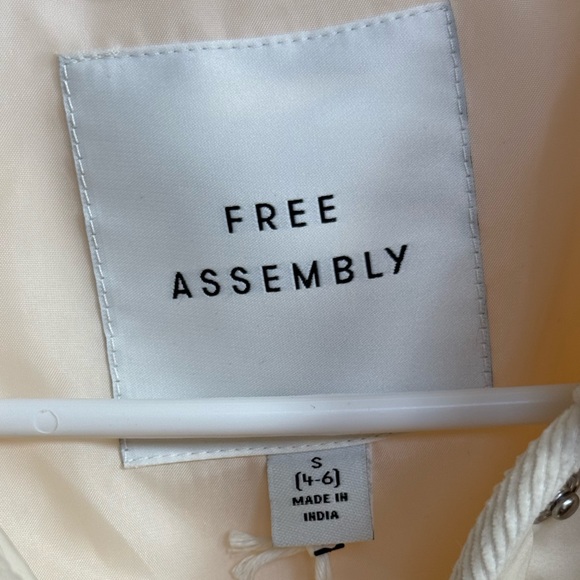 FREE
ASSEMBLY
S
(4-6)
MADE IN
INDIA